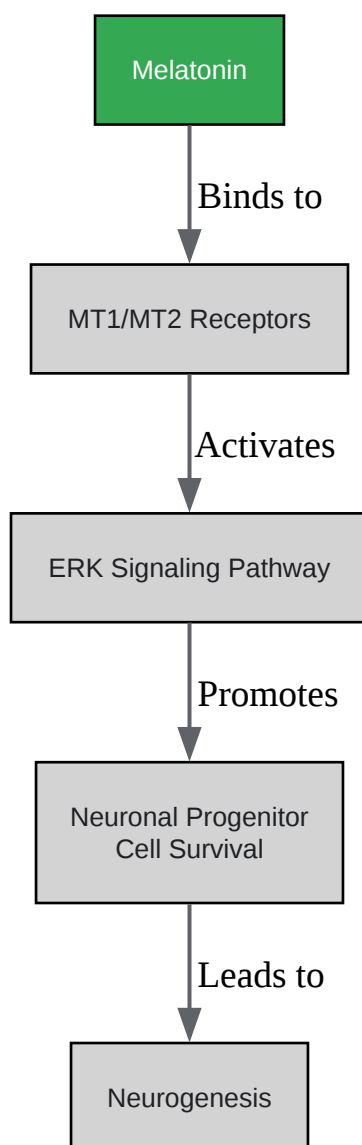 Melatonin
Binds to
MT1/MT2 Receptors
Activates
ERK Signaling Pathway
Promotes
Neuronal Progenitor
Cell Survival
Leads to
Neurogenesis